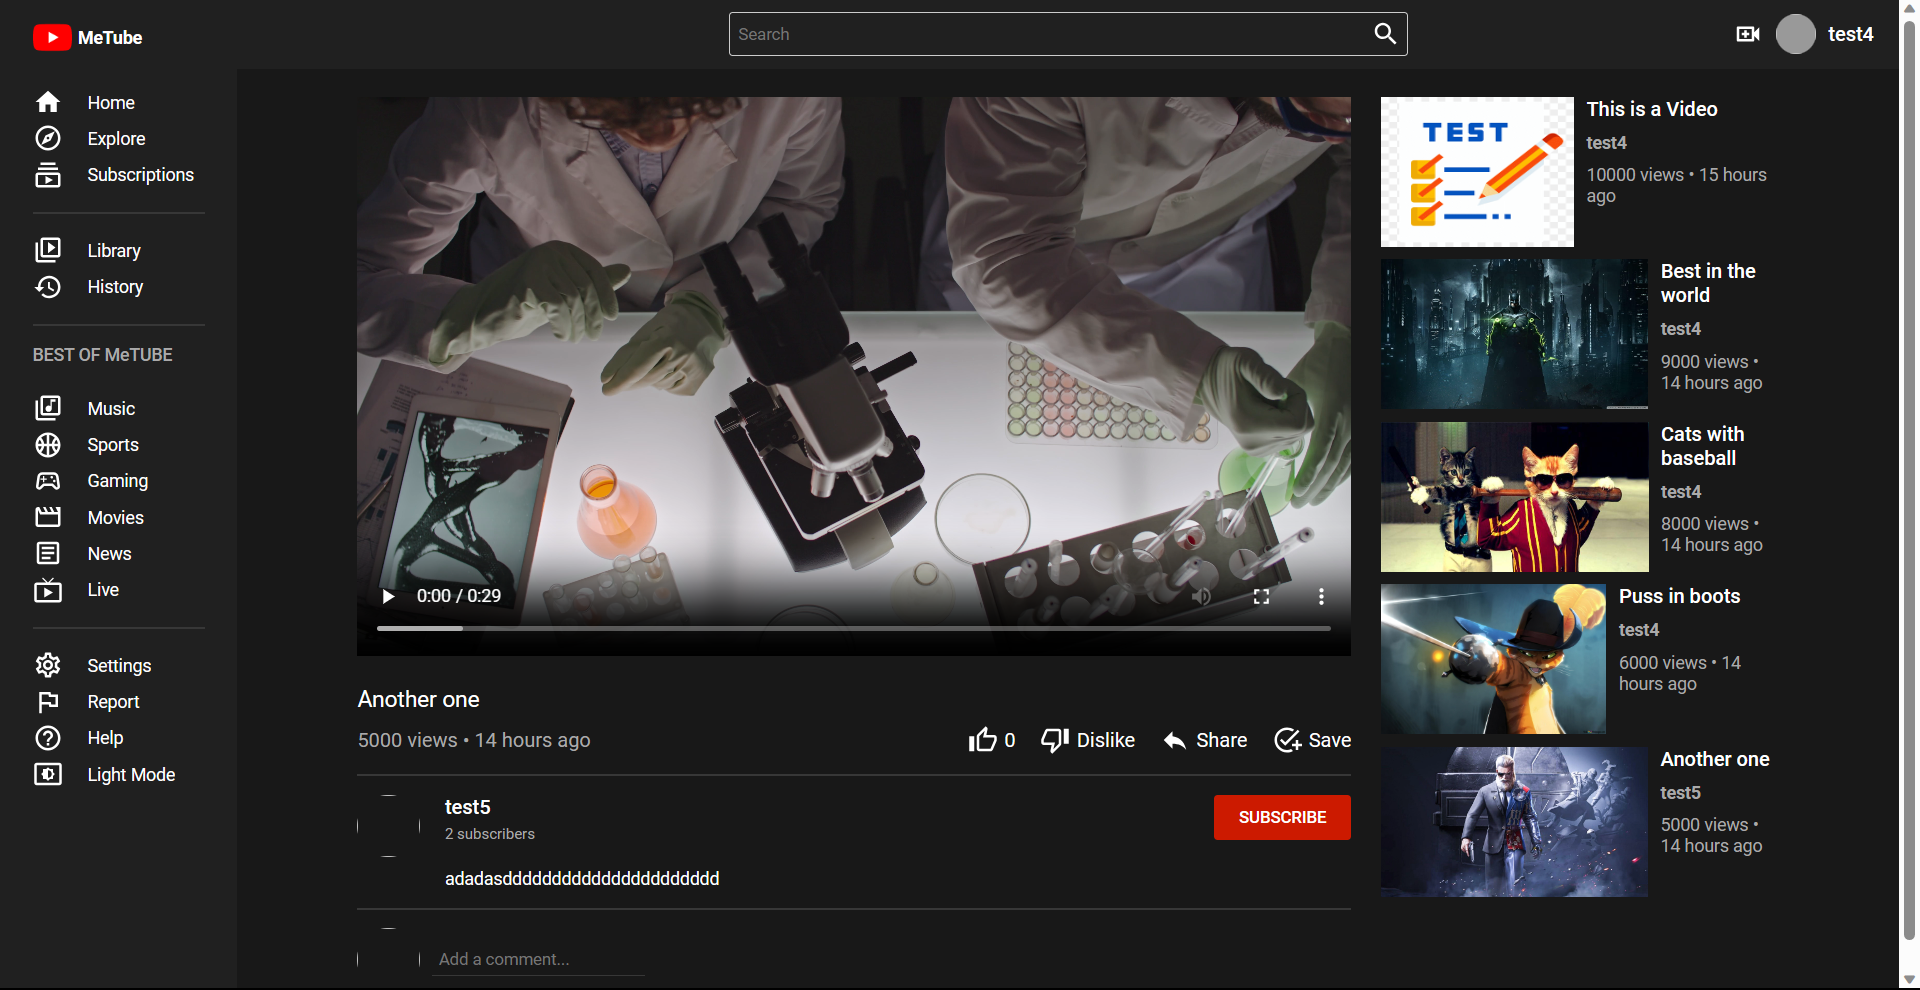 MeTube
Search
test4
Home
Explore
Subscriptions
Library
History
BEST OF MeTUBE
Music
Sports
Gaming
Movies
News
Live
Settings
Report
Help
Light Mode
0:00 / 0:29
Another one
5000 views • 14 hours ago
0
Dislike
Share
Save
test5
2 subscribers
SUBSCRIBE
adadasdddddddddddddddddddddd
Add a comment...
TEST
This is a Video
test4
10000 views • 15 hours
ago
Best in the
world
test4
9000 views •
14 hours ago
Cats with
baseball
test4
8000 views •
14 hours ago
Puss in boots
test4
6000 views • 14
hours ago
Another one
test5
5000 views •
14 hours ago